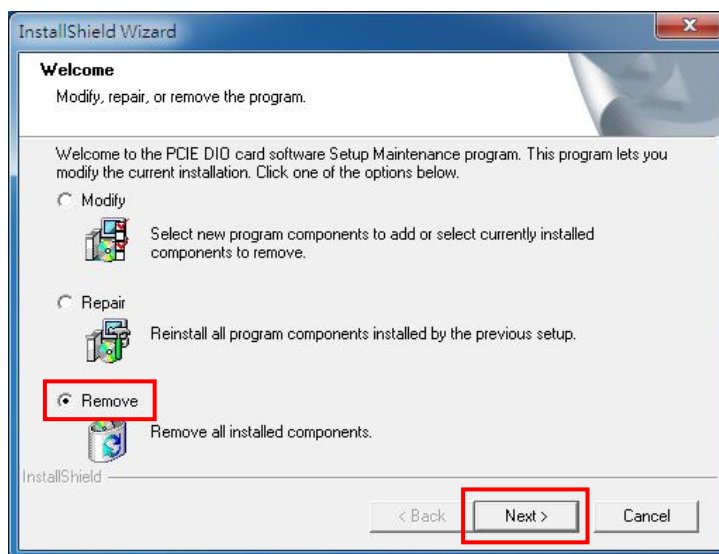 InstallShield Wizard
Welcome
Modify, repair, or remove the program.
Welcome to the PCIE DIO card software Setup Maintenance program. This program lets you
modify the current installation. Click one of the options below.
Modify
Select new program components to add or select currently installed
components to remove.
Repair
Reinstall all program components installed by the previous setup.
Remove
Remove all installed components.
InstallShield
< Back Next > Cancel